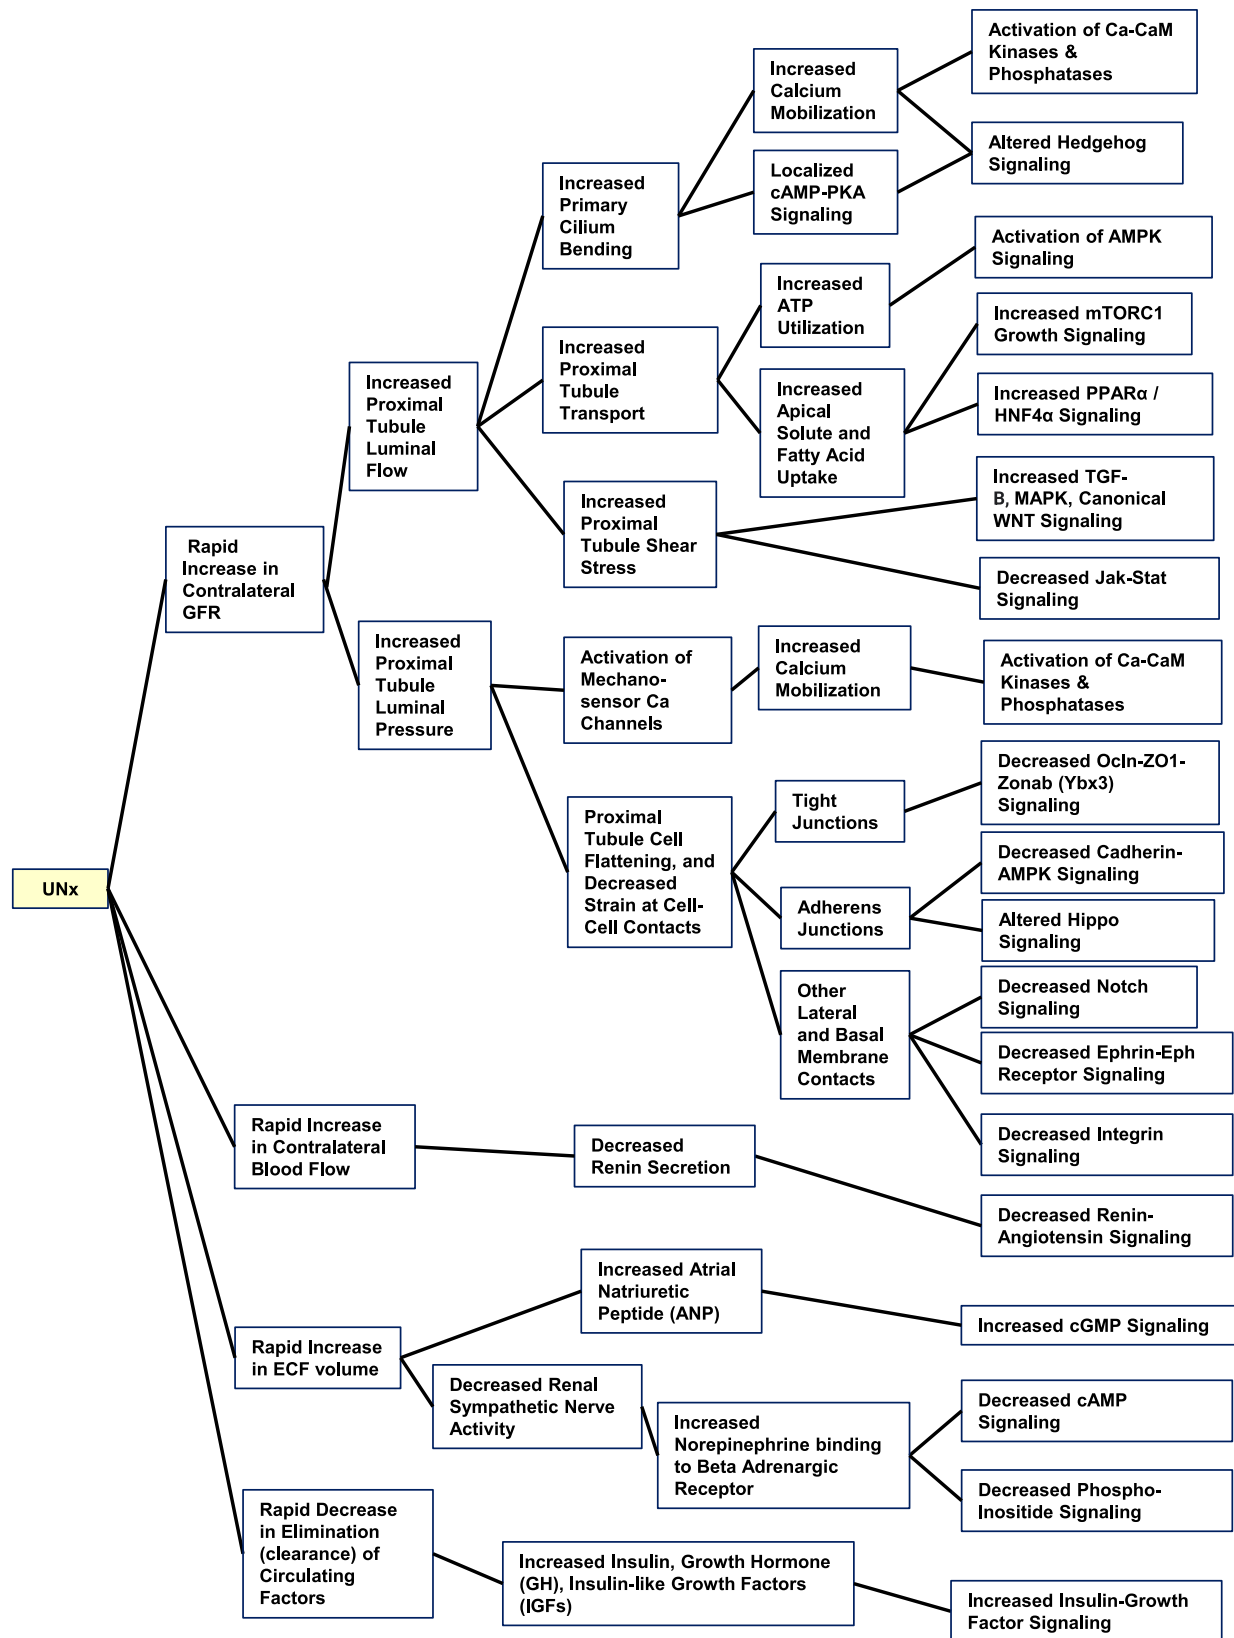 UNx
Rapid
Increase in
Contralateral
GFR
Increased
Proximal
Tubule
Luminal
Flow
Increased
Primary
Cilium
Bending
Increased
Calcium
Mobilization
Activation of Ca-CaM
Kinases &
Phosphatases
Localized
cAMP-PKA
Signaling
Altered Hedgehog
Signaling
Increased
Proximal
Tubule
Transport
Increased
ATP
Utilization
Activation of AMPK
Signaling
Increased
Apical
Solute and
Fatty Acid
Uptake
Increased mTORC1
Growth Signaling
Increased PPARα /
HNF4α Signaling
Increased
Proximal
Tubule Shear
Stress
Increased TGF-
B, MAPK, Canonical
WNT Signaling
Decreased Jak-Stat
Signaling
Increased
Proximal
Tubule
Luminal
Pressure
Activation of
Mechano-
sensor Ca
Channels
Increased
Calcium
Mobilization
Activation of Ca-CaM
Kinases &
Phosphatases
Proximal
Tubule Cell
Flattening, and
Decreased
Strain at Cell-
Cell Contacts
Tight
Junctions
Decreased Ocln-ZO1-
Zonab (Ybx3)
Signaling
Adherens
Junctions
Decreased Cadherin-
AMPK Signaling
Altered Hippo
Signaling
Other
Lateral
and Basal
Membrane
Contacts
Decreased Notch
Signaling
Decreased Ephrin-Eph
Receptor Signaling
Decreased Integrin
Signaling
Rapid Increase
in Contralateral
Blood Flow
Decreased
Renin Secretion
Decreased Renin-
Angiotensin Signaling
Rapid Increase
in ECF volume
Increased Atrial
Natriuretic
Peptide (ANP)
Increased cGMP Signaling
Decreased Renal
Sympathetic Nerve
Activity
Increased
Norepinephrine binding
to Beta Adrenargic
Receptor
Decreased cAMP
Signaling
Decreased Phospho-
Inositide Signaling
Rapid Decrease
in Elimination
(clearance) of
Circulating
Factors
Increased Insulin, Growth Hormone
(GH), Insulin-like Growth Factors
(IGFs)
Increased Insulin-Growth
Factor Signaling